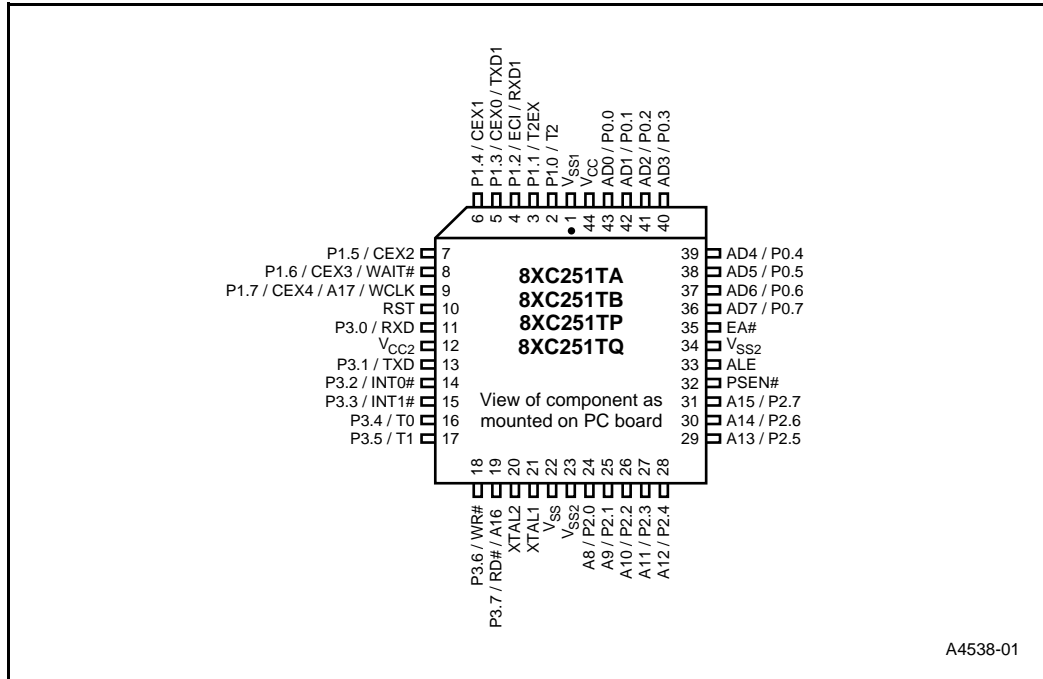 P1.4 / CEX1
P1.3 / CEX0 / TXD1
P1.2 / ECI / RXD1
P1.1 / T2EX
P1.0 / T2
VSS1
VCC
AD0 / P0.0
AD1 / P0.1
AD2 / P0.2
AD3 / P0.3
6 5 4 3 2 1 44 43 42 41 40
P1.5 / CEX2 7
P1.6 / CEX3 / WAIT# 8
P1.7 / CEX4 / A17 / WCLK 9
RST 10
P3.0 / RXD 11
VCC2 12
P3.1 / TXD 13
P3.2 / INT0# 14
P3.3 / INT1# 15
P3.4 / T0 16
P3.5 / T1 17
8XC251TA
8XC251TB
8XC251TP
8XC251TQ
View of component as
mounted on PC board
39 AD4 / P0.4
38 AD5 / P0.5
37 AD6 / P0.6
36 AD7 / P0.7
35 EA#
34 VSS2
33 ALE
32 PSEN#
31 A15 / P2.7
30 A14 / P2.6
29 A13 / P2.5
18 19 20 21 22 23 24 25 26 27 28
P3.6 / WR#
P3.7 / RD# / A16
XTAL2
XTAL1
VSS
VSS2
A8 / P2.0
A9 / P2.1
A10 / P2.2
A11 / P2.3
A12 / P2.4
A4538-01